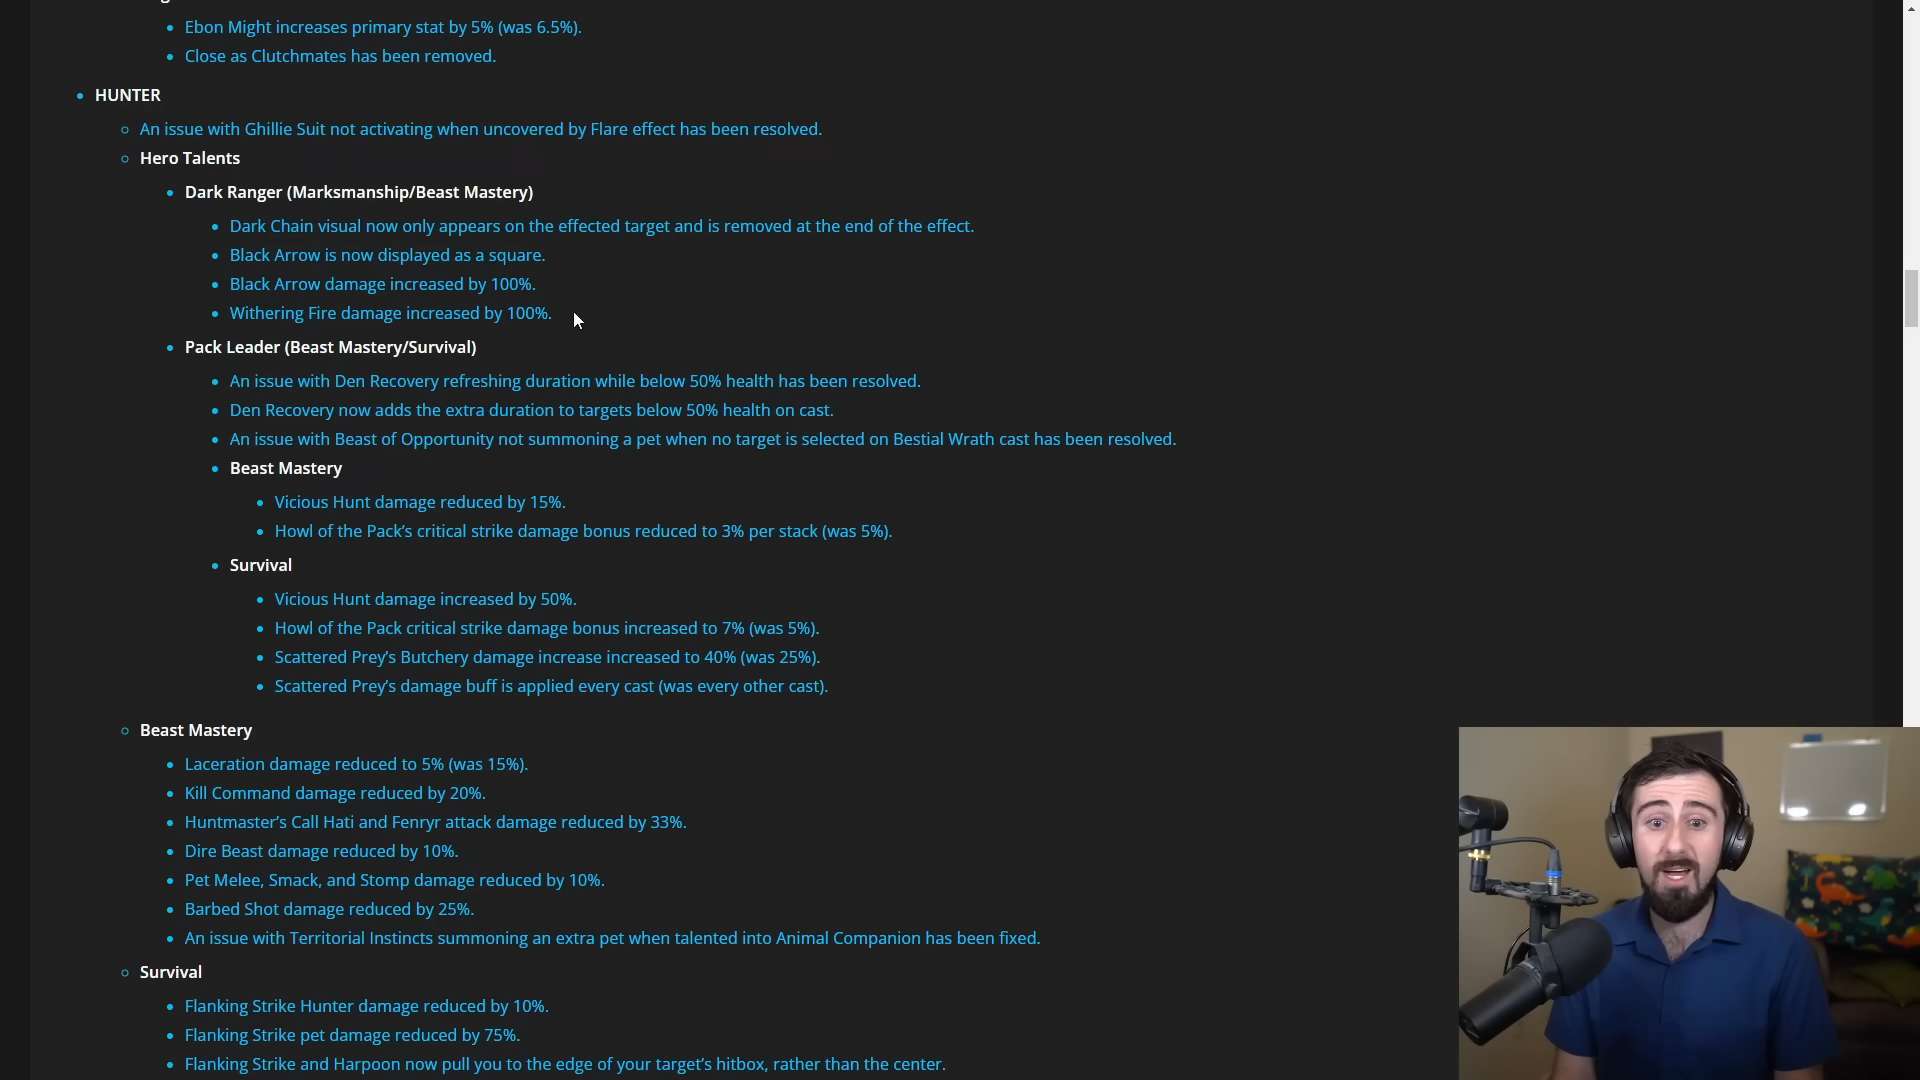 Ebon Might increases primary stat by 5% (was 6.5%).
Close as Clutchmates has been removed.
HUNTER
An issue with Ghillie Suit not activating when uncovered by Flare effect has been resolved.
Hero Talents
Dark Ranger (Marksmanship/Beast Mastery)
Dark Chain visual now only appears on the effected target and is removed at the end of the effect.
Black Arrow is now displayed as a square.
Black Arrow damage increased by 100%.
Withering Fire damage increased by 100%.
Pack Leader (Beast Mastery/Survival)
An issue with Den Recovery refreshing duration while below 50% health has been resolved.
Den Recovery now adds the extra duration to targets below 50% health on cast.
An issue with Beast of Opportunity not summoning a pet when no target is selected on Bestial Wrath cast has been resolved.
Beast Mastery
Vicious Hunt damage reduced by 15%.
Howl of the Pack’s critical strike damage bonus reduced to 3% per stack (was 5%).
Survival
Vicious Hunt damage increased by 50%.
Howl of the Pack critical strike damage bonus increased to 7% (was 5%).
Scattered Prey’s Butchery damage increase increased to 40% (was 25%).
Scattered Prey’s damage buff is applied every cast (was every other cast).
Beast Mastery
Laceration damage reduced to 5% (was 15%).
Kill Command damage reduced by 20%.
Huntmaster’s Call Hati and Fenryr attack damage reduced by 33%.
Dire Beast damage reduced by 10%.
Pet Melee, Smack, and Stomp damage reduced by 10%.
Barbed Shot damage reduced by 25%.
An issue with Territorial Instincts summoning an extra pet when talented into Animal Companion has been fixed.
Survival
Flanking Strike Hunter damage reduced by 10%.
Flanking Strike pet damage reduced by 75%.
Flanking Strike and Harpoon now pull you to the edge of your target’s hitbox, rather than the center.